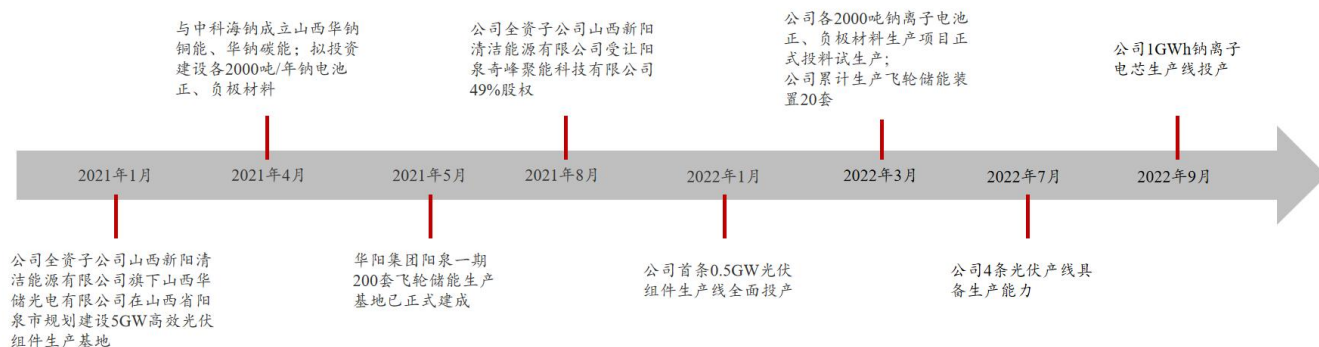 与中科海钠成立山西华钠
铜能、华钠碳能；拟投资
建设各2000吨/年钠电池
正、负极材料
公司全资子公司山西新阳
清洁能源有限公司受让阳
泉奇峰聚能科技有限公司
49%股权
公司各2000吨钠离子电池
正、负极材料生产项目正
式投料试生产；
公司累计生产飞轮储能装
置20套
公司1GWh钠离子
电芯生产线投产
2021年1月
2021年4月
2021年5月
2021年8月
2022年1月
2022年3月
2022年7月
2022年9月
公司全资子公司山西新阳清
洁能源有限公司旗下山西华
储光电有限公司在山西省阳
泉市规划建设5GW高效光伏
组件生产基地
华阳集团阳泉一期
200套飞轮储能生产
基地已正式建成
公司首条0.5GW光伏
组件生产线全面投产
公司4条光伏产线具
备生产能力